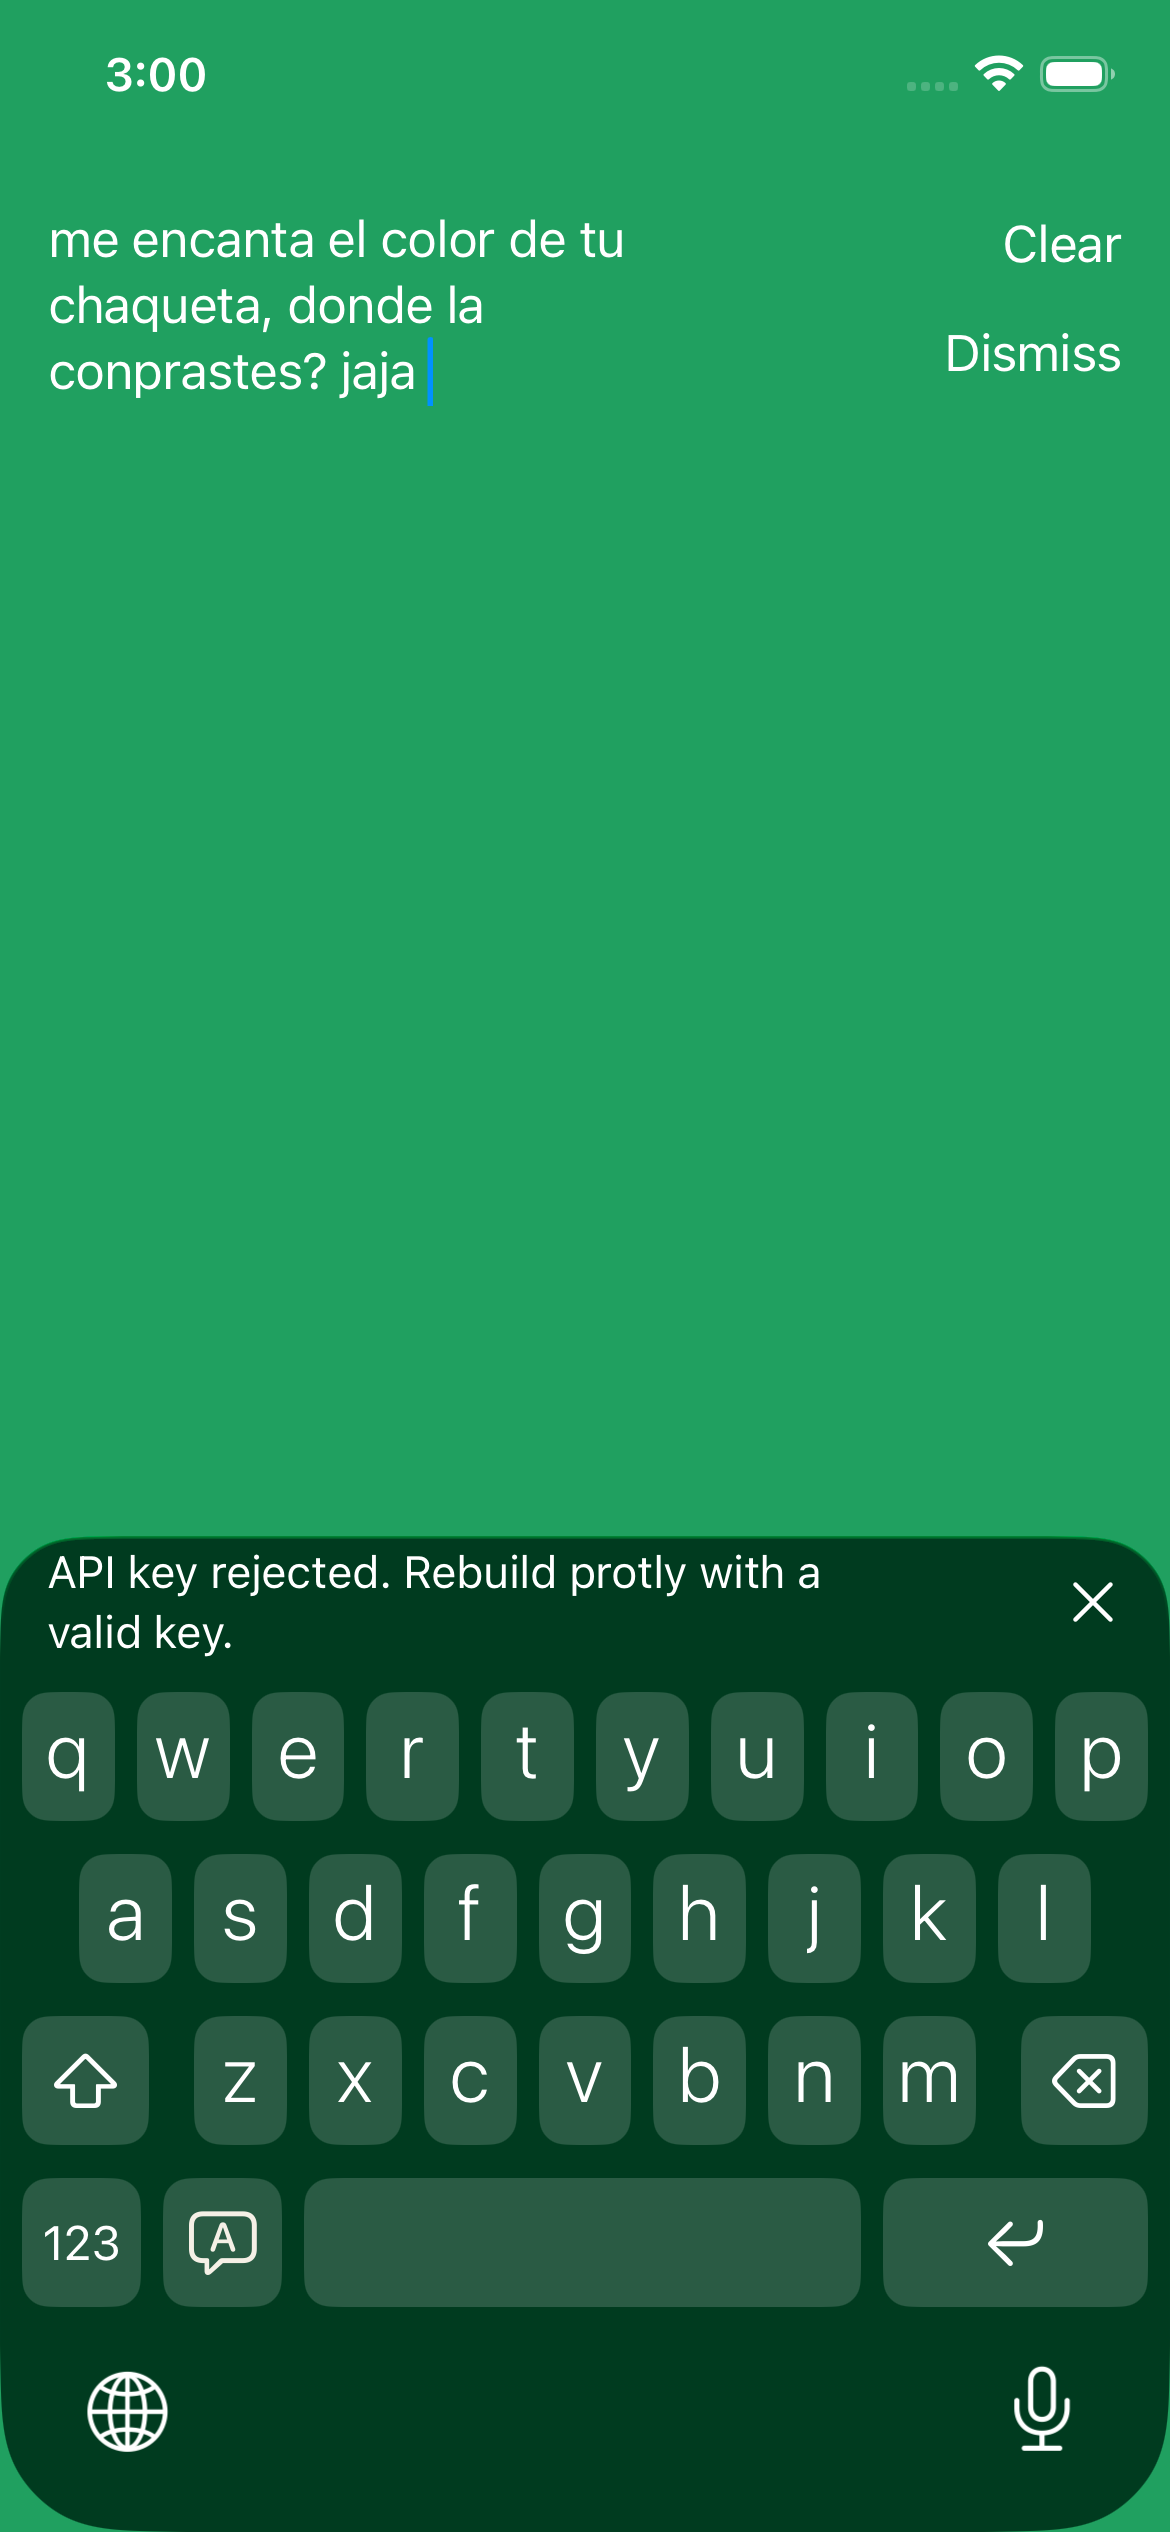 3:00
me encanta el color de tu
chaqueta, donde la
conprastes? jaja
Clear
Dismiss
API key rejected. Rebuild protly with a
valid key.
q w e r t y u i o p
a s d f g h j k l
z x c v b n m
123
A